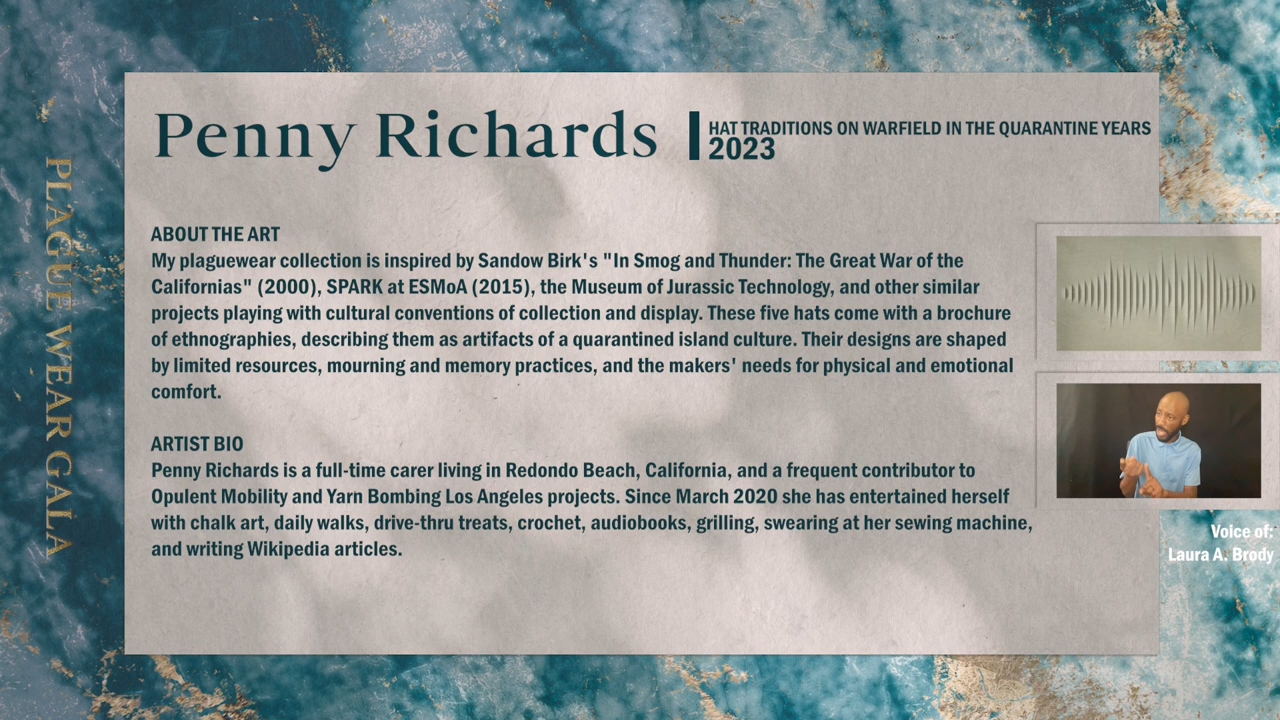 Penny Richards
HAT TRADITIONS ON WARFIELD IN THE QUARANTINE YEARS
2023
PLAGUE WEAR GALA
ABOUT THE ART
My plaguewear collection is inspired by Sandow Birk's "In Smog and Thunder: The Great War of the
Californias" (2000), SPARK at ESMoA (2015), the Museum of Jurassic Technology, and other similar
projects playing with cultural conventions of collection and display. These five hats come with a brochure
of ethnographies, describing them as artifacts of a quarantined island culture. Their designs are shaped
by limited resources, mourning and memory practices, and the makers' needs for physical and emotional
comfort.
ARTIST BIO
Penny Richards is a full-time carer living in Redondo Beach, California, and a frequent contributor to
Opulent Mobility and Yarn Bombing Los Angeles projects. Since March 2020 she has entertained herself
with chalk art, daily walks, drive-thru treats, crochet, audiobooks, grilling, swearing at her sewing machine,
and writing Wikipedia articles.
Voice of:
Laura A. Brody